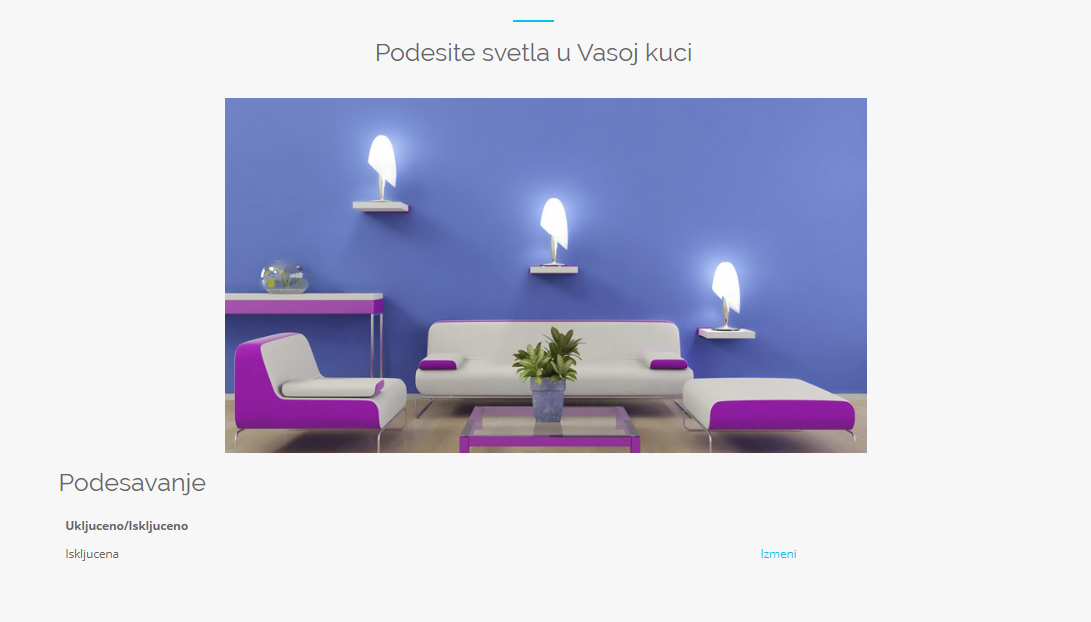 Podesite svetla u Vasoj kuci
Podesavanje
Ukljuceno/Iskljuceno
Iskljucena Izmeni